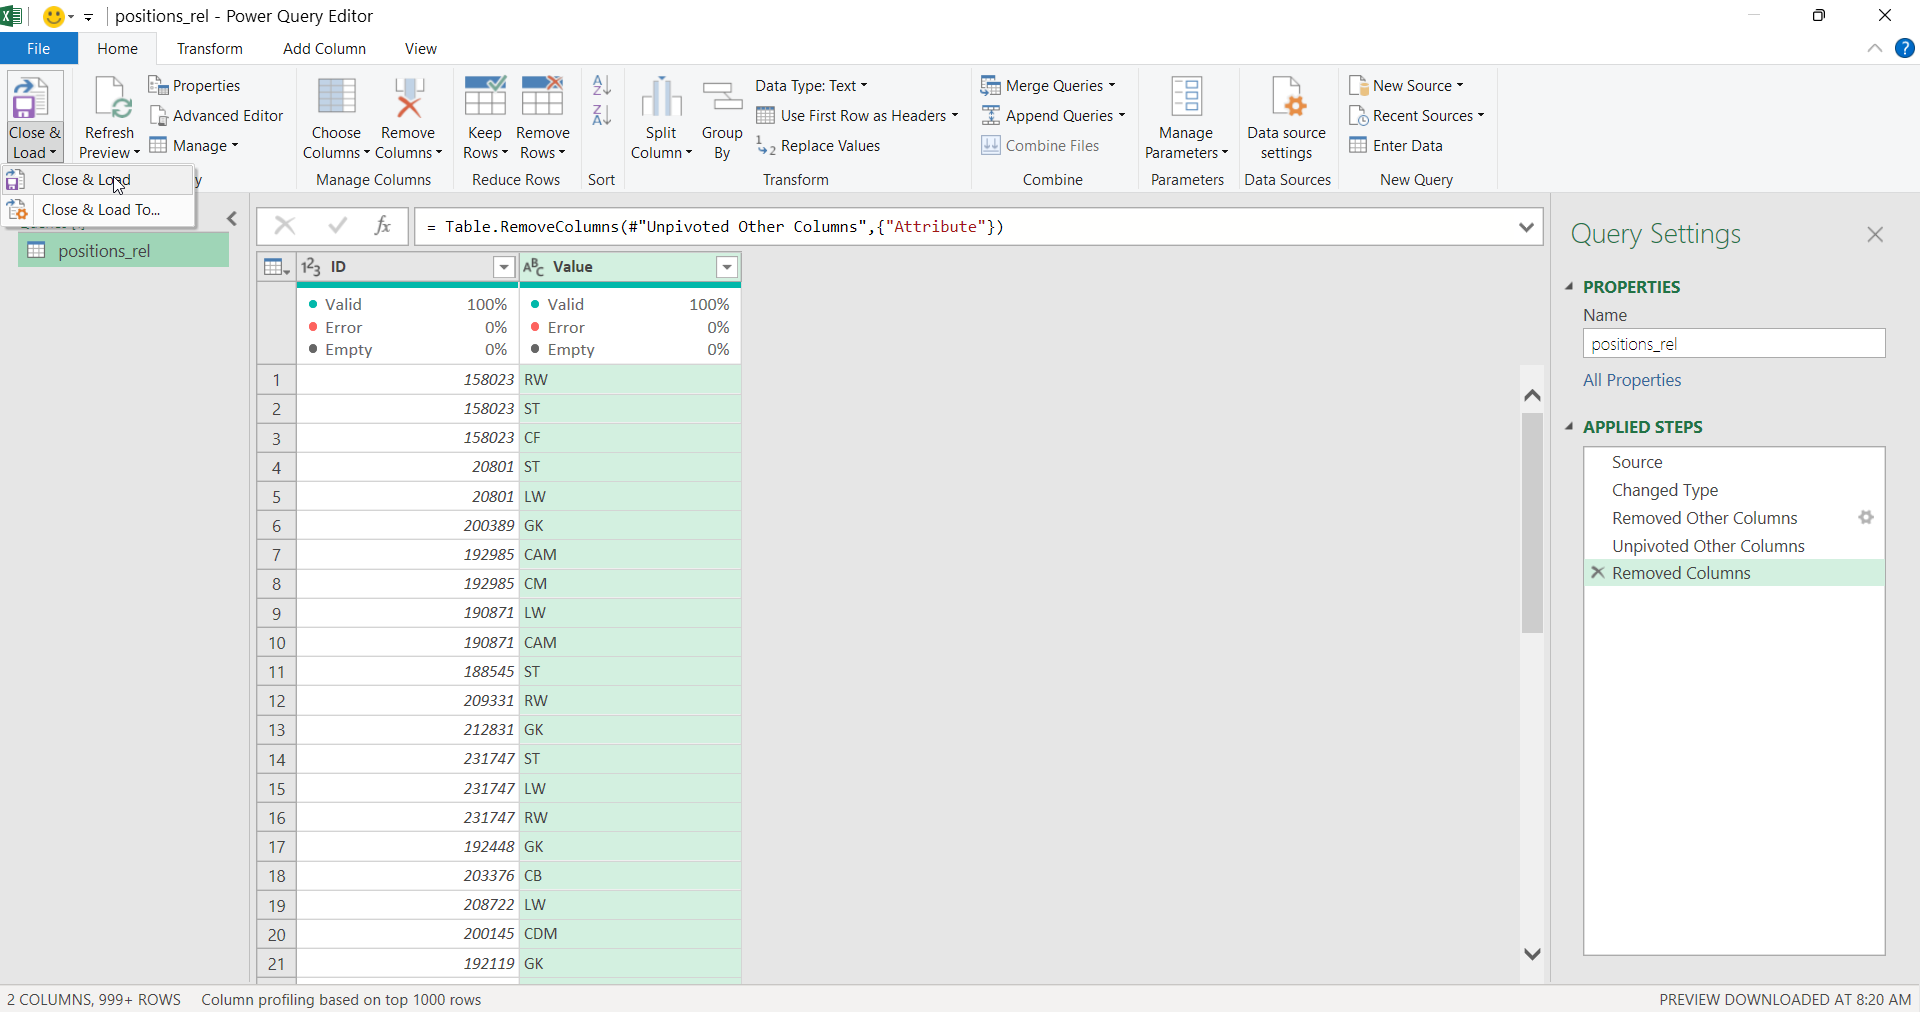 positions_rel - Power Query Editor
File Home Transform Add Column View
Close & Load
Refresh Preview
Properties
Advanced Editor
Manage
Choose Columns
Remove Columns
Manage Columns
Keep Rows
Remove Rows
Reduce Rows
Sort
Split Column
Group By
Data Type: Text
Use First Row as Headers
Replace Values
Transform
Merge Queries
Append Queries
Combine Files
Combine
Manage Parameters
Parameters
Data source settings
Data Sources
New Source
Recent Sources
Enter Data
New Query
Close & Load
Close & Load To...
positions_rel
fx = Table.RemoveColumns(#"Unpivoted Other Columns",{"Attribute"})
123 ID ABC Value
Valid 100% Valid 100%
Error 0% Error 0%
Empty 0% Empty 0%
1 158023 RW
2 158023 ST
3 158023 CF
4 20801 ST
5 20801 LW
6 200389 GK
7 192985 CAM
8 192985 CM
9 190871 LW
10 190871 CAM
11 188545 ST
12 209331 RW
13 212831 GK
14 231747 ST
15 231747 LW
16 231747 RW
17 192448 GK
18 203376 CB
19 208722 LW
20 200145 CDM
21 192119 GK
Query Settings
PROPERTIES
Name
positions_rel
All Properties
APPLIED STEPS
Source
Changed Type
Removed Other Columns
Unpivoted Other Columns
Removed Columns
2 COLUMNS, 999+ ROWS Column profiling based on top 1000 rows
PREVIEW DOWNLOADED AT 8:20 AM